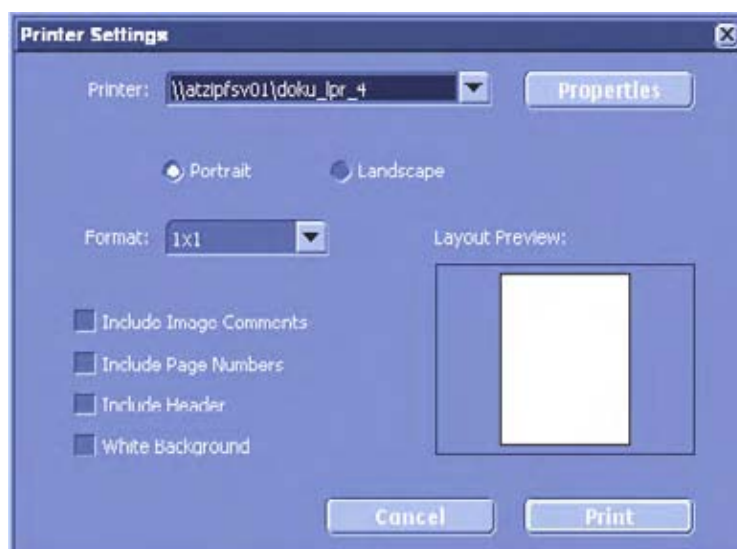 Printer Settings
Printer: \\atzipfsv01\doku_lpr_4 Properties
Portrait Landscape
Format: 1x1 Layout Preview:
Include Image Comments
Include Page Numbers
Include Header
White Background
Cancel Print